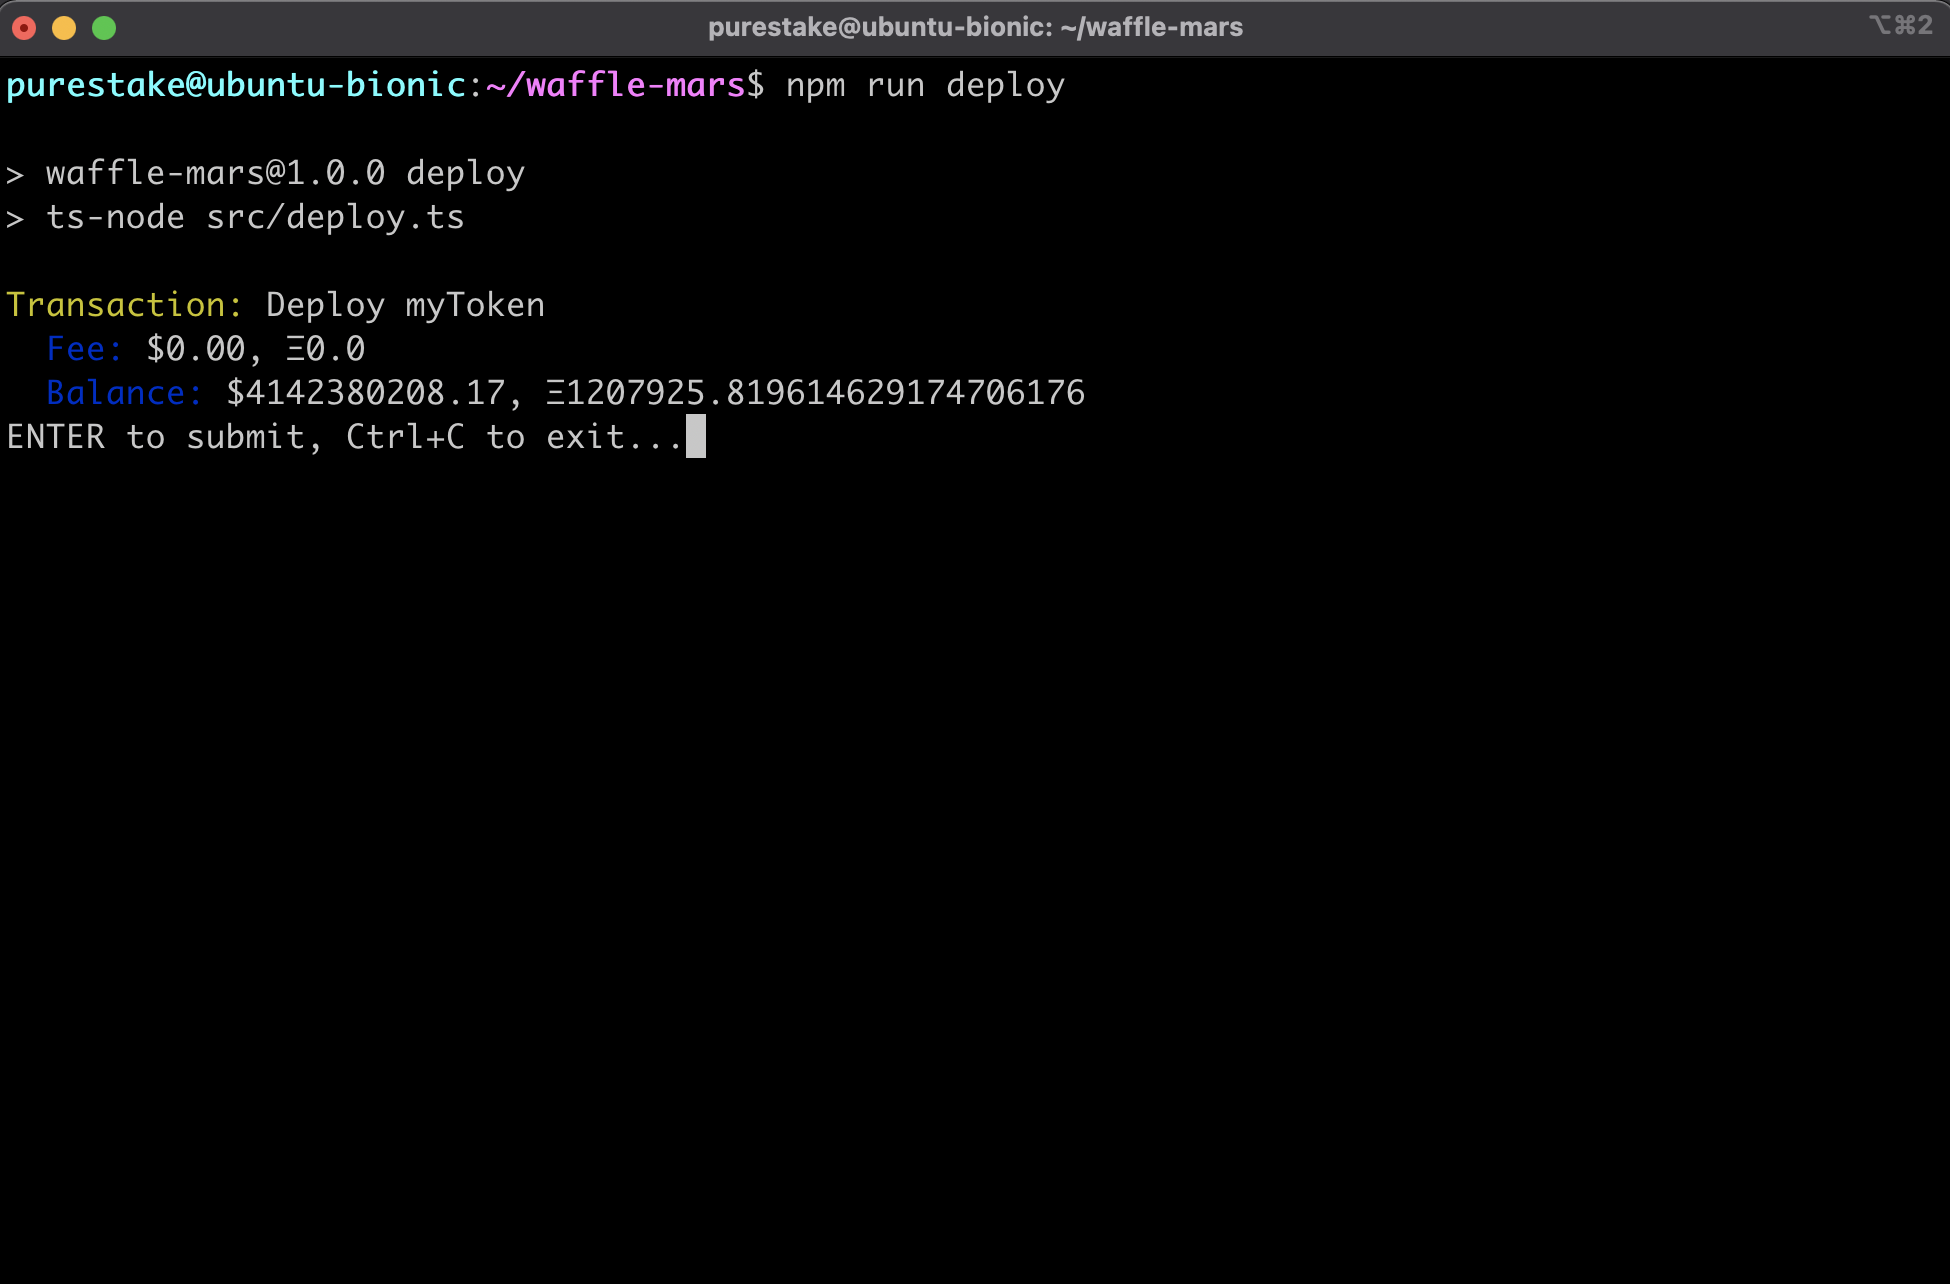 purestake@ubuntu-bionic: ~/waffle-mars
⌥⌘2
purestake@ubuntu-bionic:~/waffle-mars$ npm run deploy
> waffle-mars@1.0.0 deploy
> ts-node src/deploy.ts
Transaction: Deploy myToken
Fee: $0.00, Ξ0.0
Balance: $4142380208.17, Ξ1207925.819614629174706176
ENTER to submit, Ctrl+C to exit...